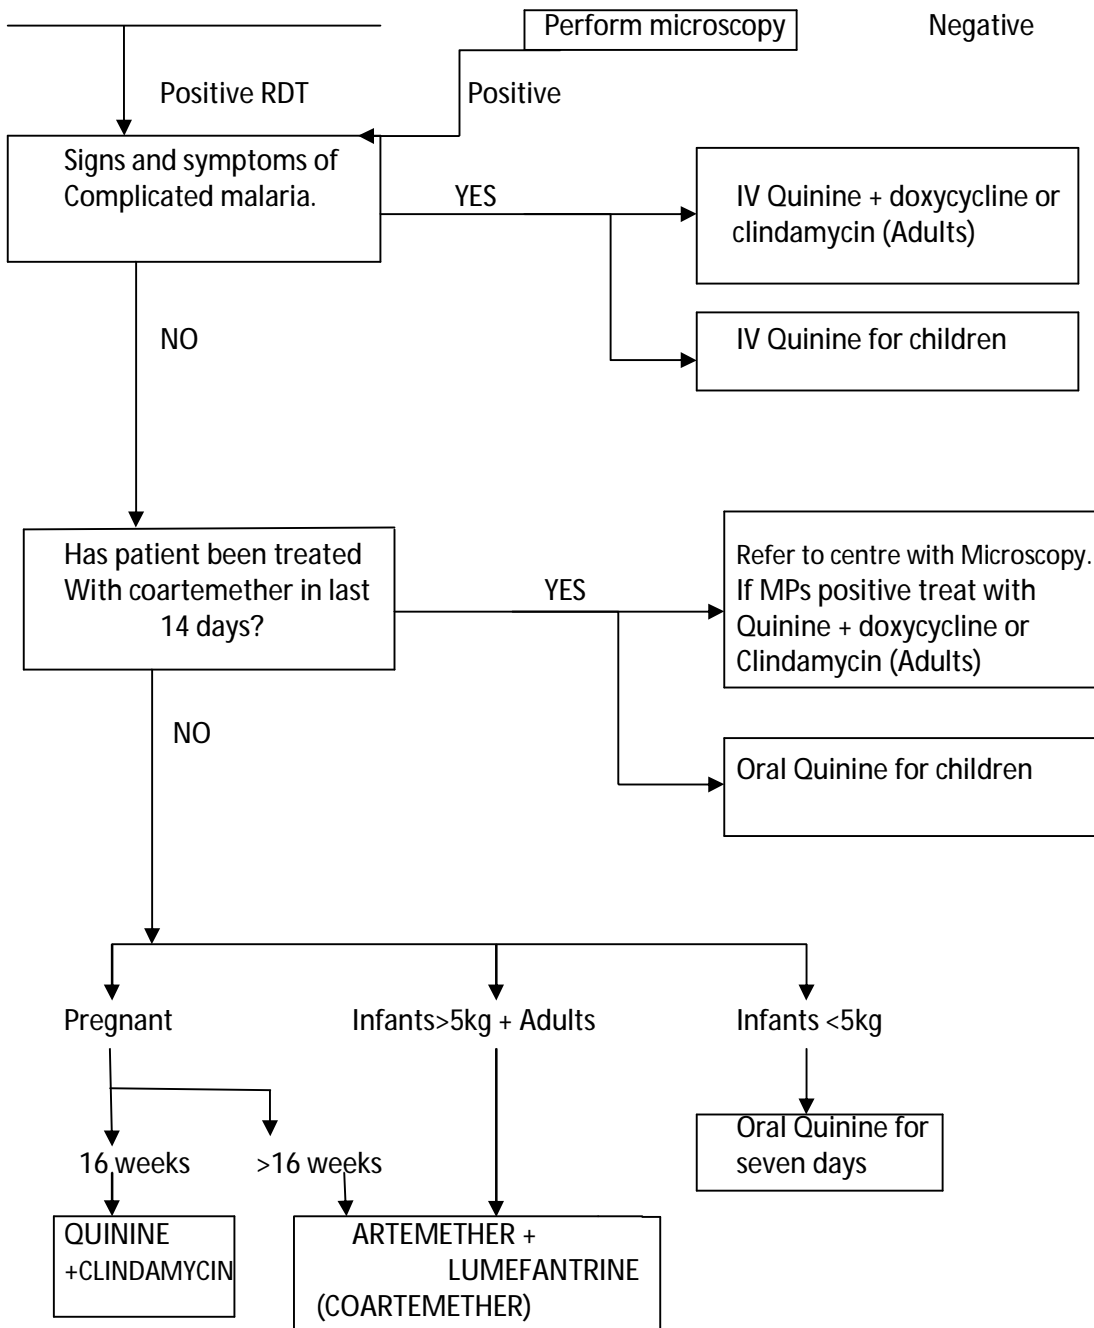 Perform microscopy
Negative
Positive RDT
Positive
Signs and symptoms of
Complicated malaria.
YES
IV Quinine + doxycycline or
clindamycin (Adults)
IV Quinine for children
NO
Has patient been treated
With coartemether in last
14 days?
YES
Refer to centre with Microscopy.
If MPs positive treat with
Quinine + doxycycline or
Clindamycin (Adults)
Oral Quinine for children
NO
Pregnant
Infants>5kg + Adults
Infants <5kg
16 weeks
>16 weeks
Oral Quinine for
seven days
QUININE
+CLINDAMYCIN
ARTEMETHER +
LUMEFANTRINE
(COARTEMETHER)